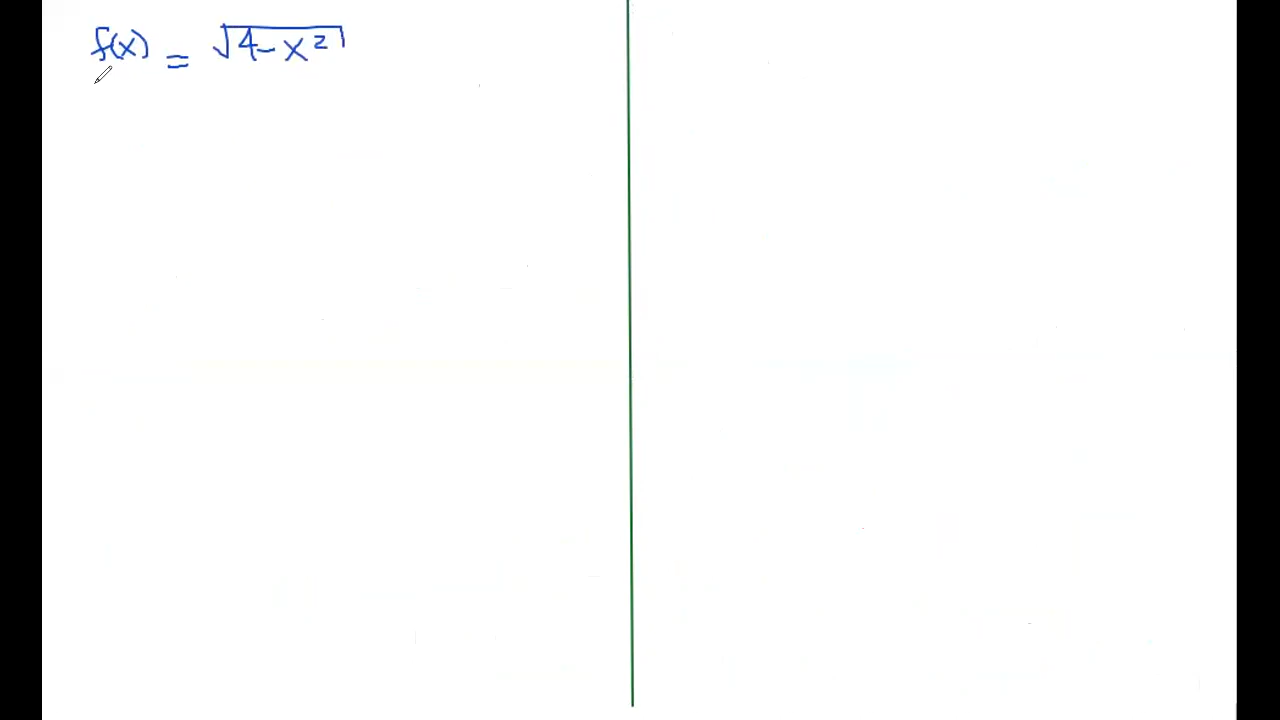 f(x) = √4-x²